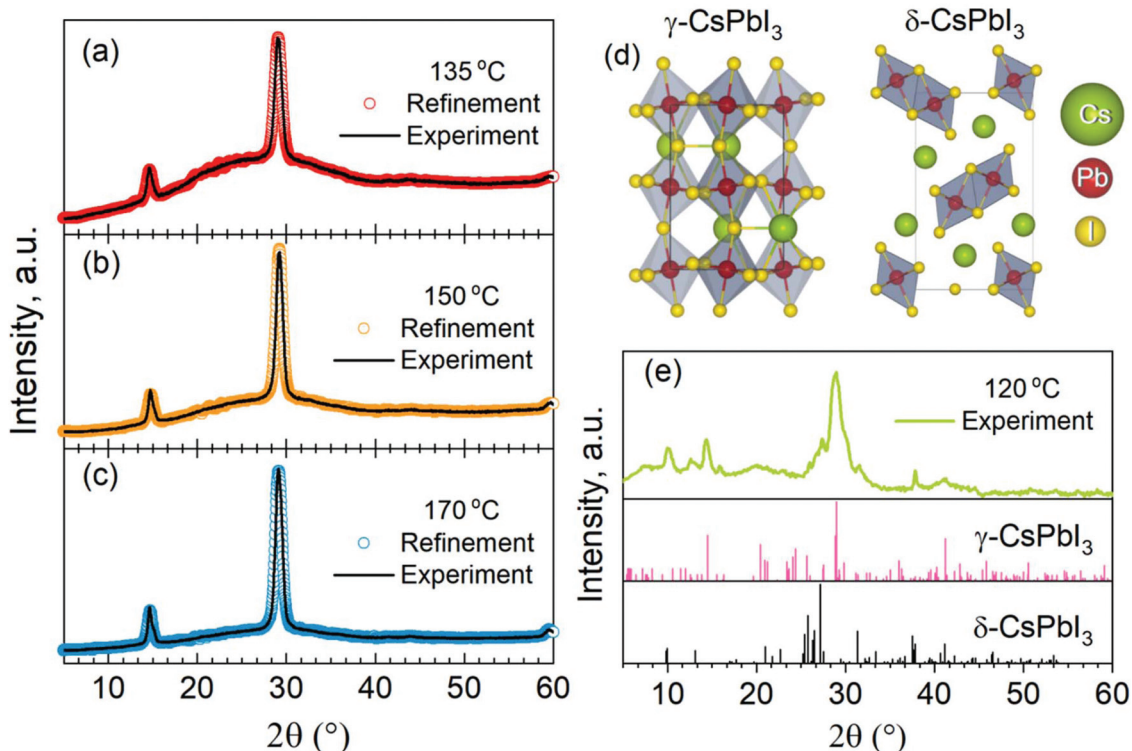 (a)
135 °C
Refinement
Experiment
(b)
150 °C
Refinement
Experiment
(c)
170 °C
Refinement
Experiment
Intensity, a.u.
10 20 30 40 50 60
2θ (°)
(d)
γ-CsPbI₃
δ-CsPbI₃
Cs
Pb
I
(e)
120 °C
Experiment
γ-CsPbI₃
δ-CsPbI₃
Intensity, a.u.
10 20 30 40 50 60
2θ (°)